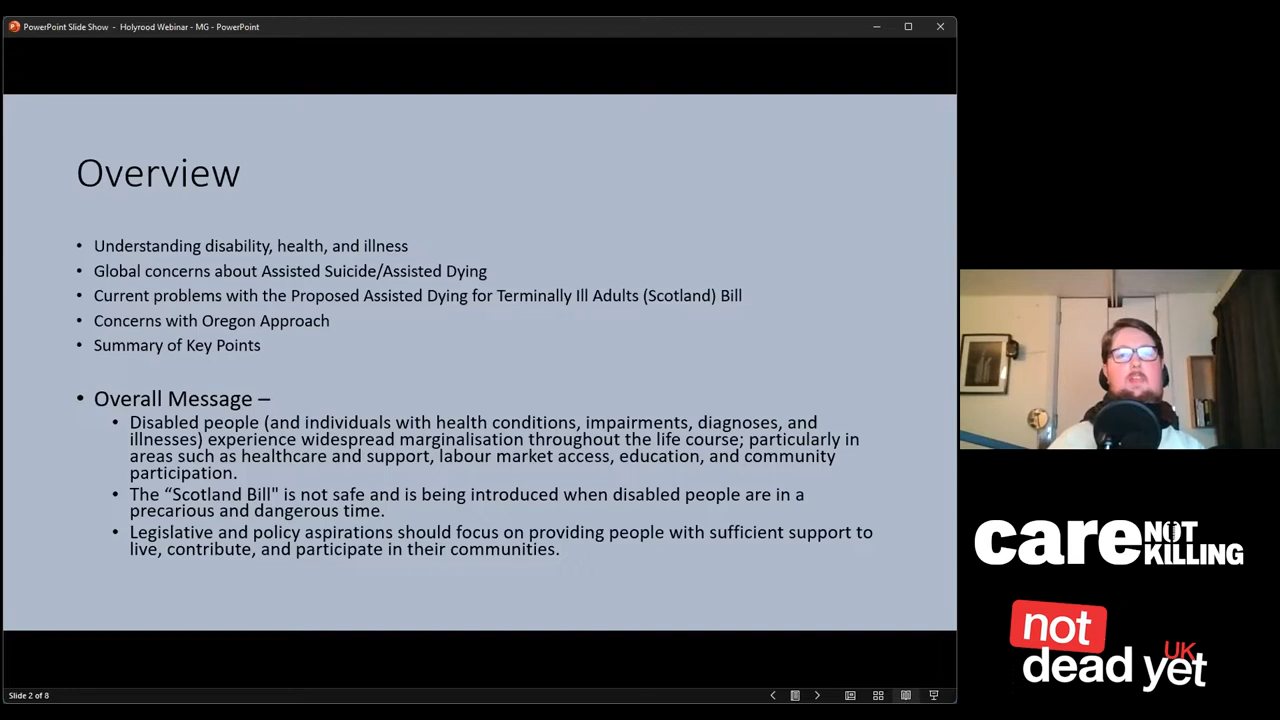 PowerPoint Slide Show - Holyrood Webinar - MG - PowerPoint
Overview
• Understanding disability, health, and illness
• Global concerns about Assisted Suicide/Assisted Dying
• Current problems with the Proposed Assisted Dying for Terminally Ill Adults (Scotland) Bill
• Concerns with Oregon Approach
• Summary of Key Points
• Overall Message –
• Disabled people (and individuals with health conditions, impairments, diagnoses, and
illnesses) experience widespread marginalisation throughout the life course; particularly in
areas such as healthcare and support, labour market access, education, and community
participation.
• The “Scotland Bill" is not safe and is being introduced when disabled people are in a
precarious and dangerous time.
• Legislative and policy aspirations should focus on providing people with sufficient support to
live, contribute, and participate in their communities.
Slide 2 of 8
care NOT
KILLING
not
dead yet UK